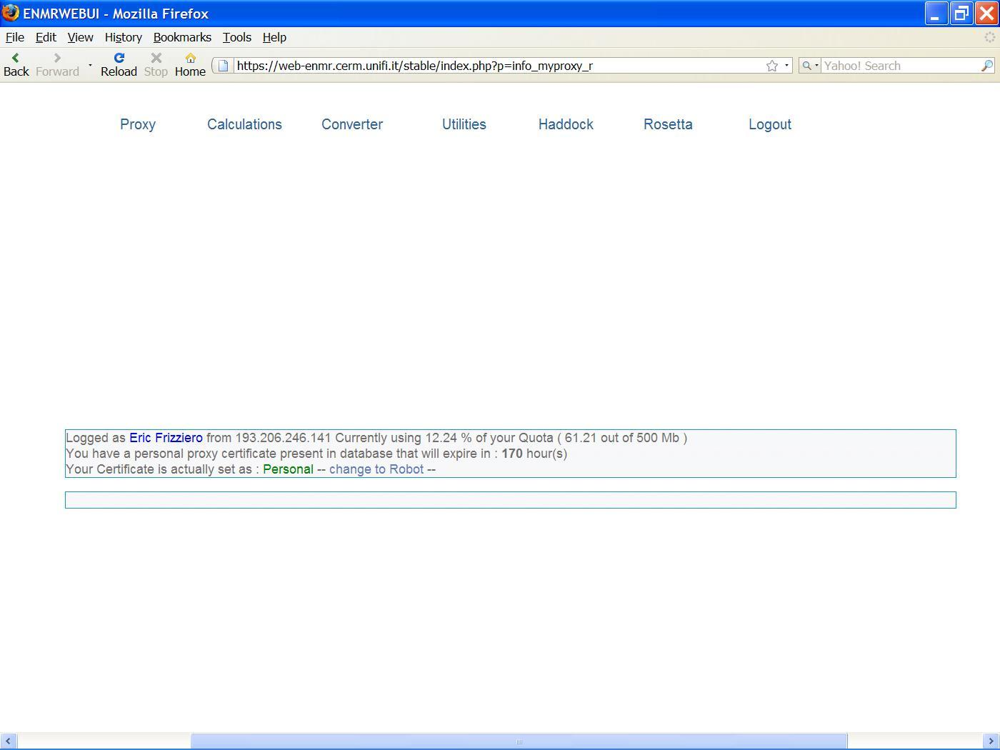 ENMRWEBUI - Mozilla Firefox
File Edit View History Bookmarks Tools Help
Back Forward Reload Stop Home https://web-enmr.cerm.unifi.it/stable/index.php?p=info_myproxy_r Yahoo! Search
Proxy Calculations Converter Utilities Haddock Rosetta Logout
Logged as Eric Frizziero from 193.206.246.141 Currently using 12.24 % of your Quota ( 61.21 out of 500 Mb )
You have a personal proxy certificate present in database that will expire in : 170 hour(s)
Your Certificate is actually set as : Personal -- change to Robot --